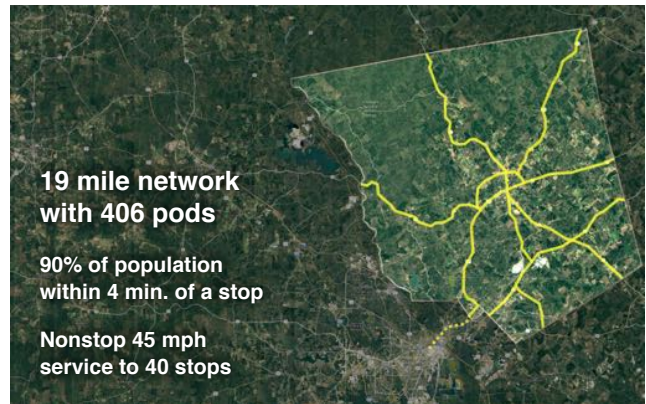 19 mile network
with 406 pods
90% of population
within 4 min. of a stop
Nonstop 45 mph
service to 40 stops